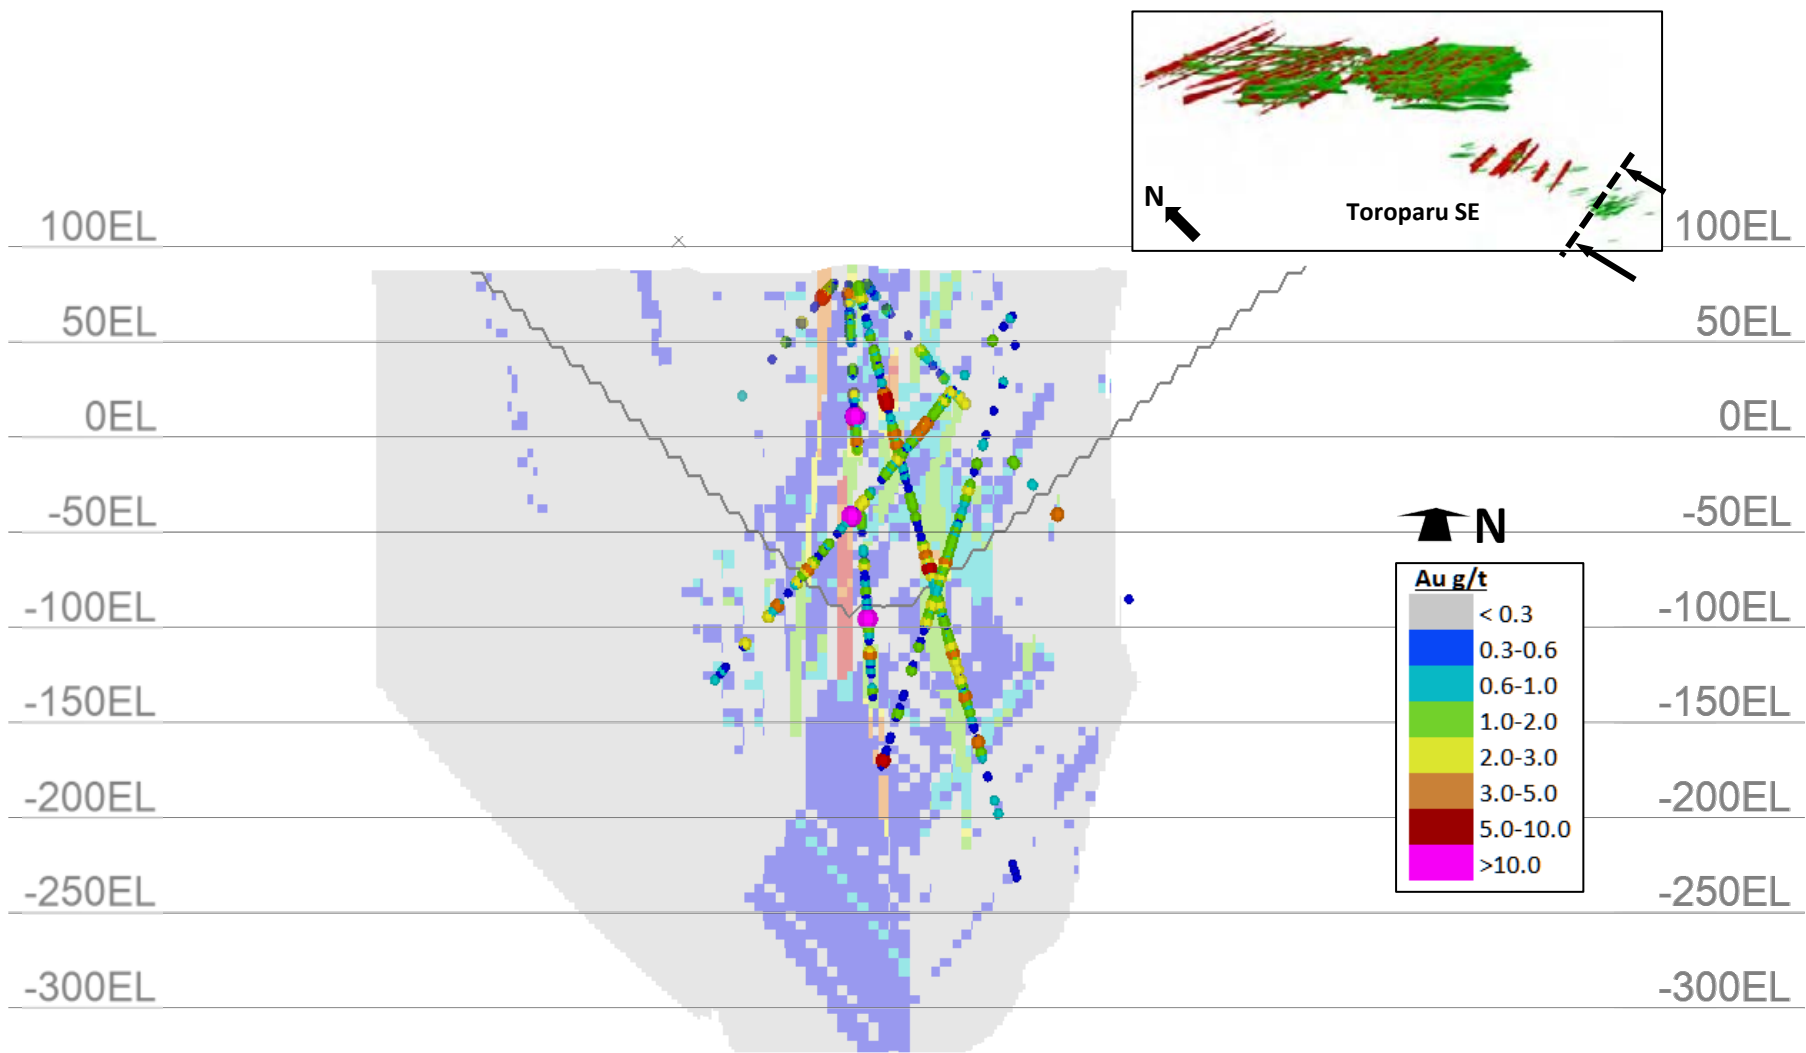 N
Toroparu SE
100EL 100EL
50EL 50EL
0EL 0EL
-50EL -50EL
N
Au g/t
< 0.3
0.3-0.6
0.6-1.0
1.0-2.0
2.0-3.0
3.0-5.0
5.0-10.0
>10.0
-100EL -100EL
-150EL -150EL
-200EL -200EL
-250EL -250EL
-300EL -300EL